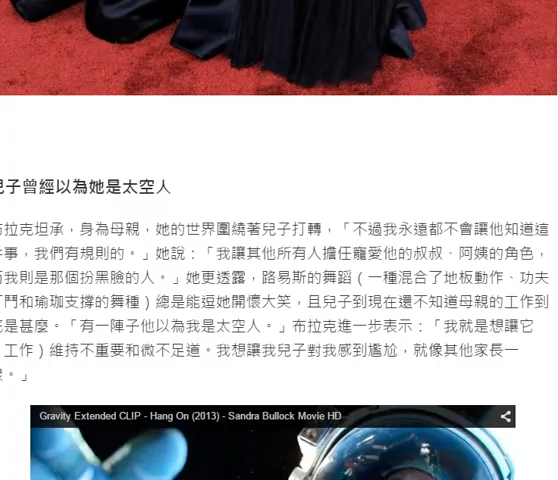 兒子曾經以為她是太空人
布拉克坦承，身為母親，她的世界圍繞著兒子打轉，「不過我永遠都不會讓他知道這
件事，我們有規則的。」她說：「我讓其他所有人擔任寵愛他的叔叔、阿姨的角色，
而我則是那個扮黑臉的人。」她更透露，路易斯的舞蹈（一種混合了地板動作、功夫
打鬥和瑜珈支撐的舞種）總是能逗她開懷大笑，且兒子到現在還不知道母親的工作到
底是甚麼。「有一陣子他以為我是太空人。」布拉克進一步表示：「我就是想讓它
（工作）維持不重要和微不足道。我想讓我兒子對我感到尷尬，就像其他家長一
樣。」
Gravity Extended CLIP - Hang On (2013) - Sandra Bullock Movie HD